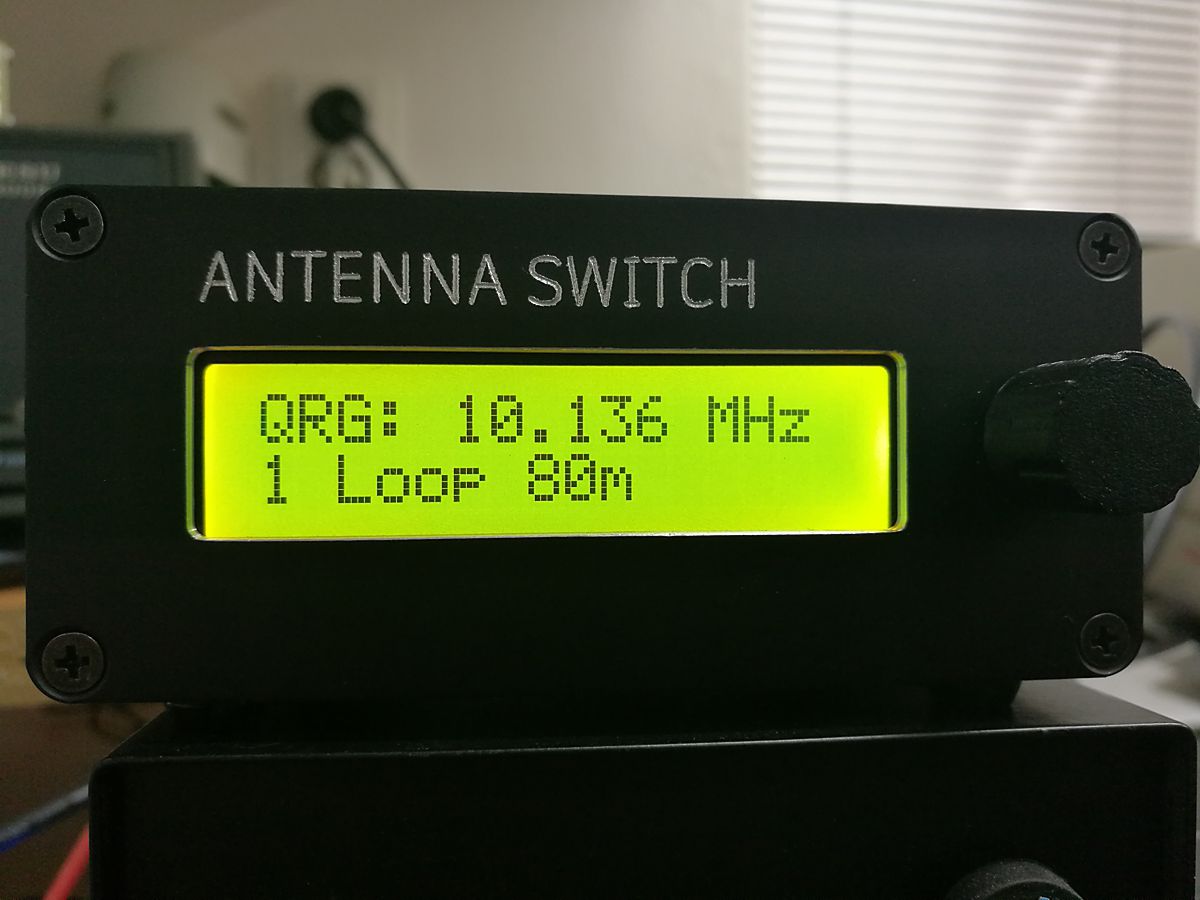 ANTENNA SWITCH
QRG: 10.136 MHz
1 Loop 80m